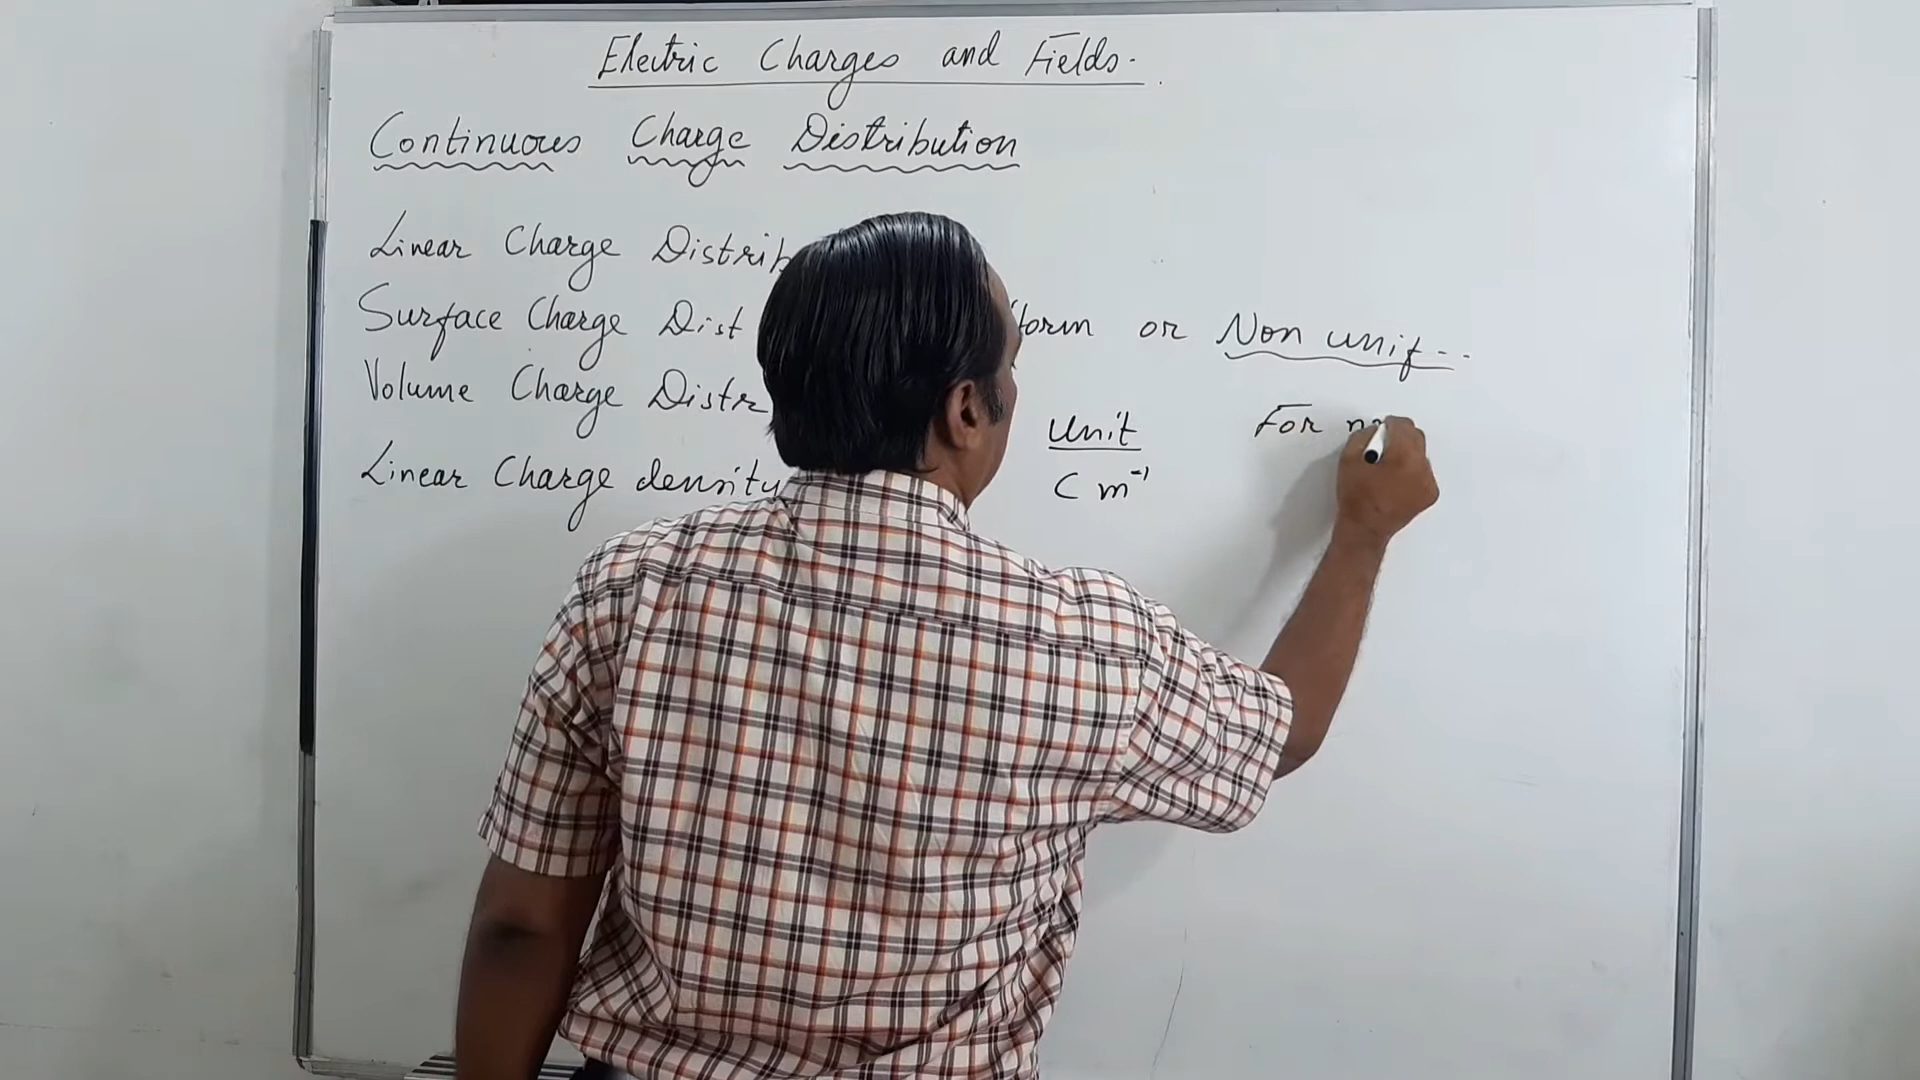 Electric Charges and Fields.
Continuous Charge Distribution
Linear Charge Distrib
Surface Charge Dist form or Non unif--
Volume Charge Distr
Unit
For
Linear Charge density C m⁻¹